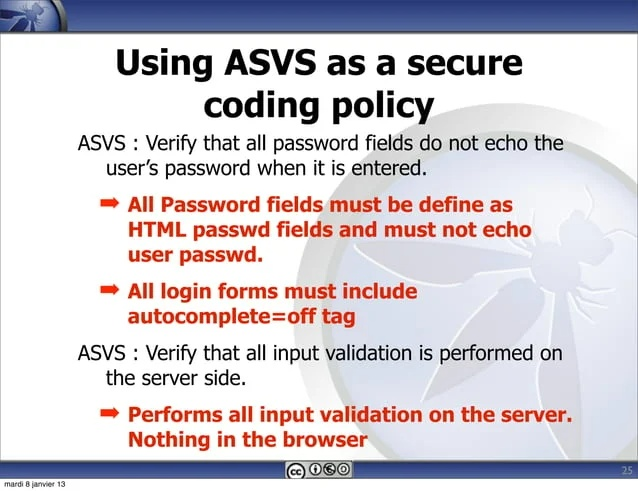 Using ASVS as a secure
coding policy
ASVS : Verify that all password fields do not echo the
user's password when it is entered.
➡ All Password fields must be define as
HTML passwd fields and must not echo
user passwd.
➡ All login forms must include
autocomplete=off tag
ASVS : Verify that all input validation is performed on
the server side.
➡ Performs all input validation on the server.
Nothing in the browser
cc
25
mardi 8 janvier 13